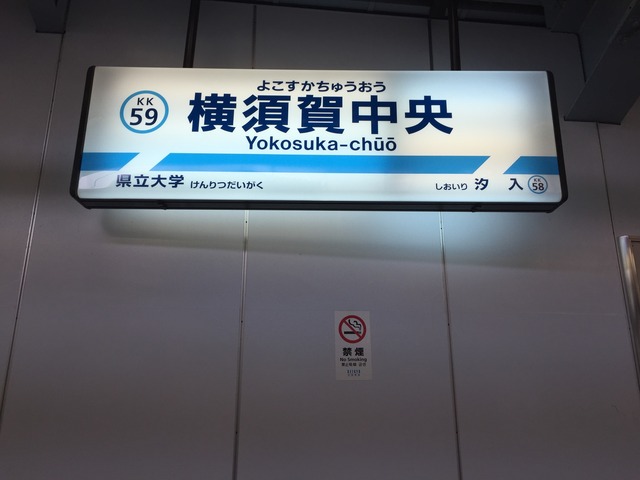 よこすかちゅうおう
KK
59
横須賀中央
Yokosuka-chūō
県立大学 けんりつだいがく
しおいり 汐入
KK
58
禁煙
No Smoking